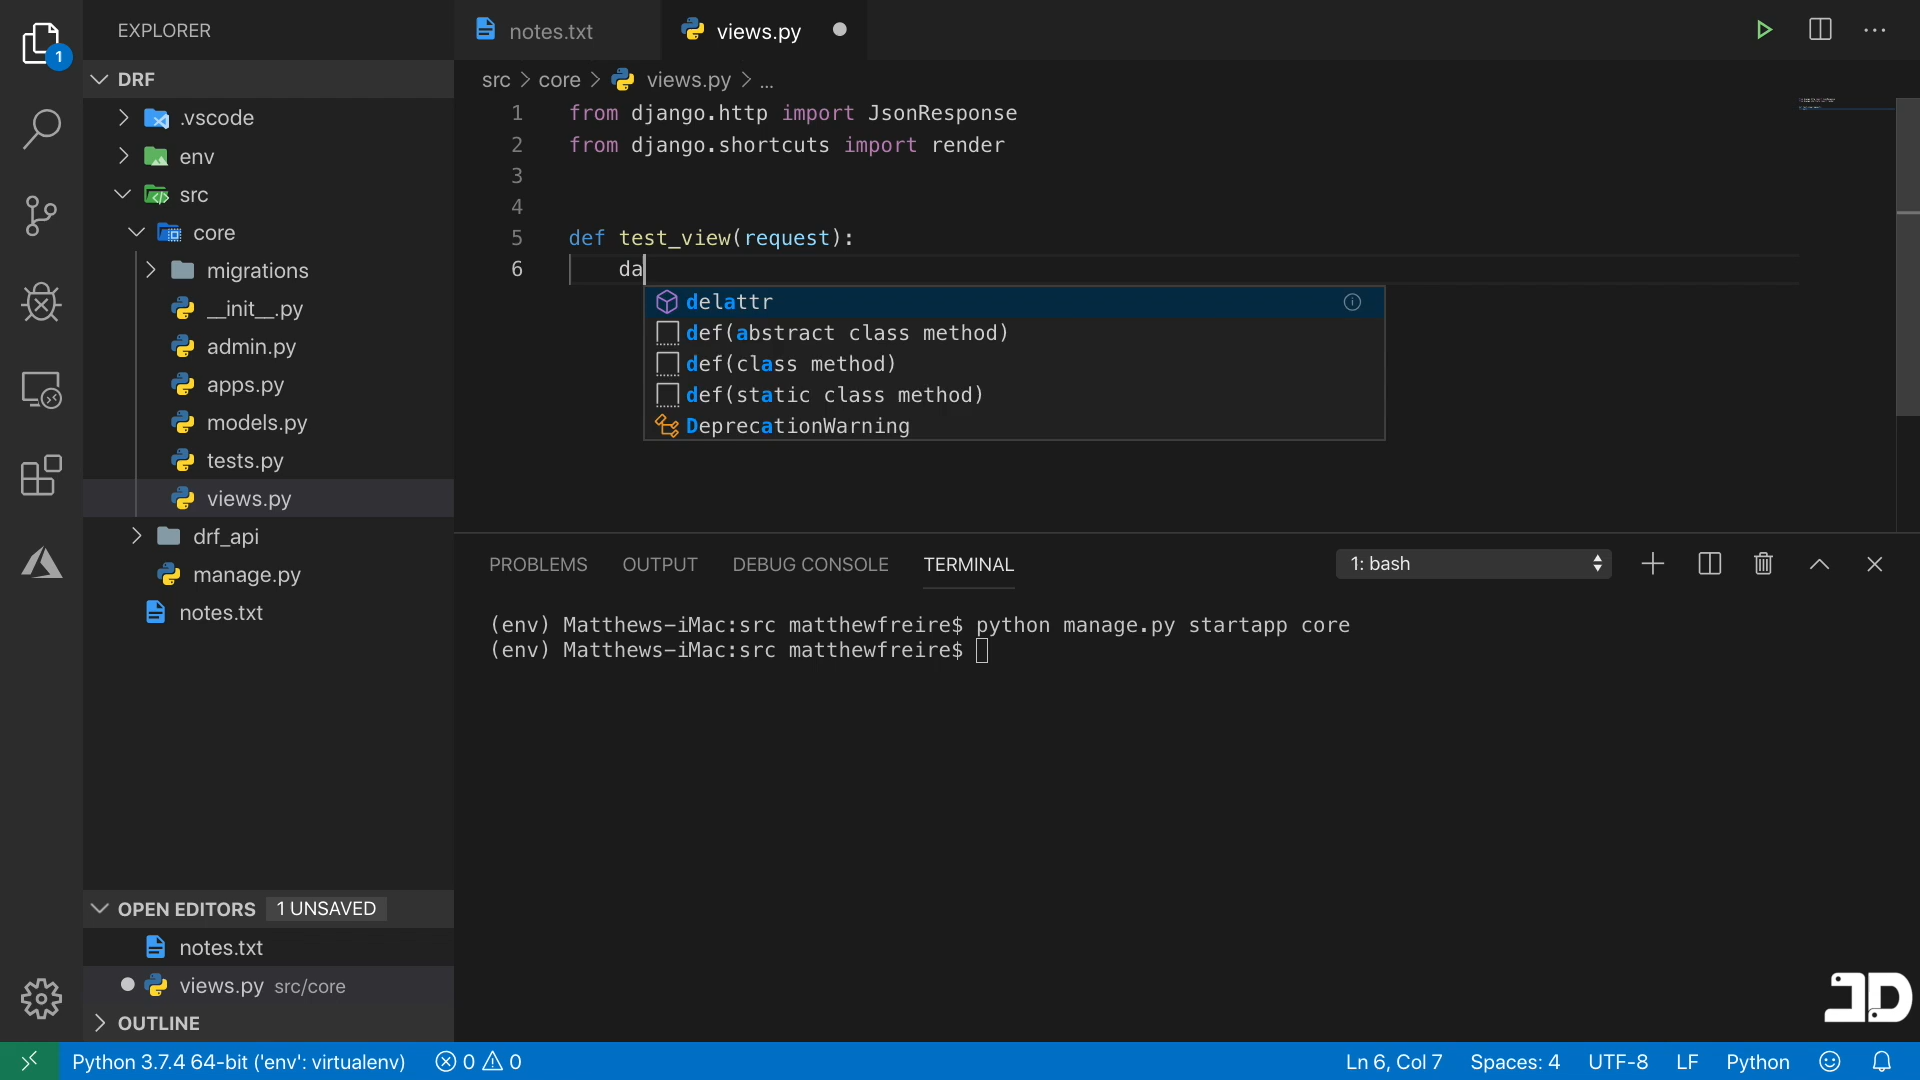 1
EXPLORER
DRF
.vscode
env
src
core
migrations
__init__.py
admin.py
apps.py
models.py
tests.py
views.py
drf_api
manage.py
notes.txt
OPEN EDITORS 1 UNSAVED
notes.txt
views.py src/core
OUTLINE
notes.txt
views.py
src > core > views.py > ...
1 from django.http import JsonResponse
2 from django.shortcuts import render
3
4
5 def test_view(request):
6 da
delattr
def(abstract class method)
def(class method)
def(static class method)
DeprecationWarning
PROBLEMS OUTPUT DEBUG CONSOLE TERMINAL 1: bash
(env) Matthews-iMac:src matthewfreire$ python manage.py startapp core
(env) Matthews-iMac:src matthewfreire$
JD
Python 3.7.4 64-bit ('env': virtualenv) 0 0 Ln 6, Col 7 Spaces: 4 UTF-8 LF Python